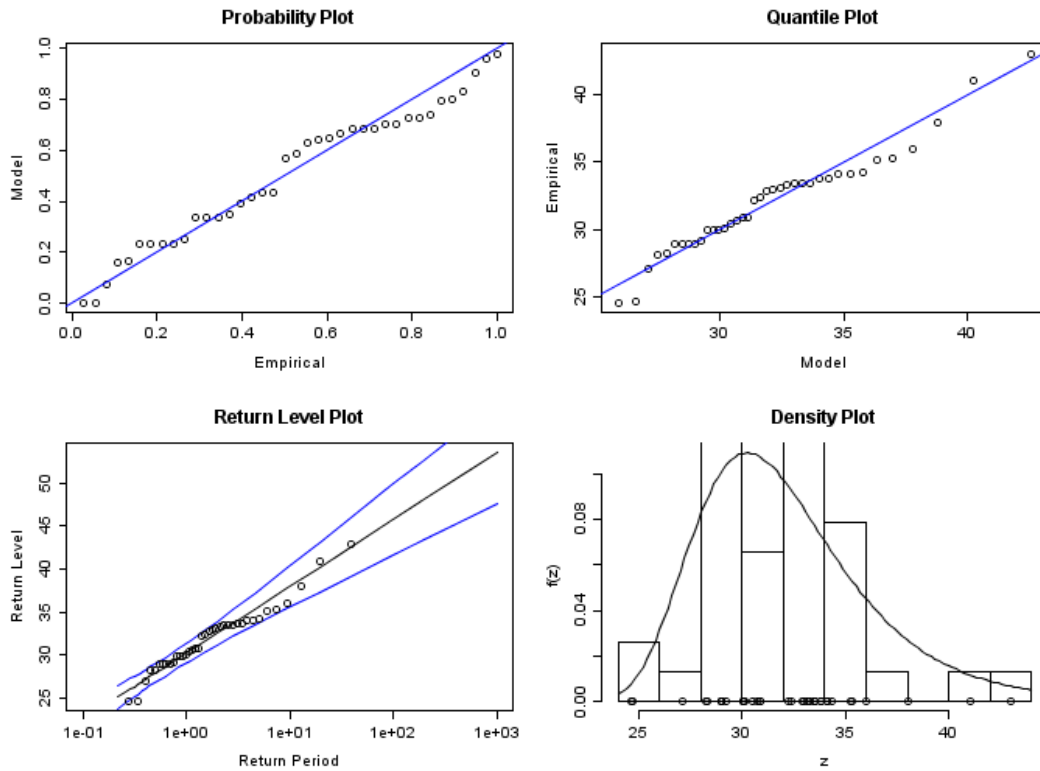 Probability Plot
Model
0.0 0.2 0.4 0.6 0.8 1.0
0.0 0.2 0.4 0.6 0.8 1.0
Empirical
Quantile Plot
Empirical
25 30 35 40
30 35 40
Model
Return Level Plot
Return Level
25 30 35 40 45 50
1e-01 1e+00 1e+01 1e+02 1e+03
Return Period
Density Plot
f(z)
0.00 0.04 0.08
25 30 35 40
z